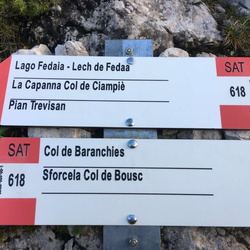 Lago Fedaia - Lech de Fedaa
La Capanna Col de Ciampiè
Pian Trevisan
SAT
618
SAT
618
Col de Baranchies
Sforcela Col de Bousc